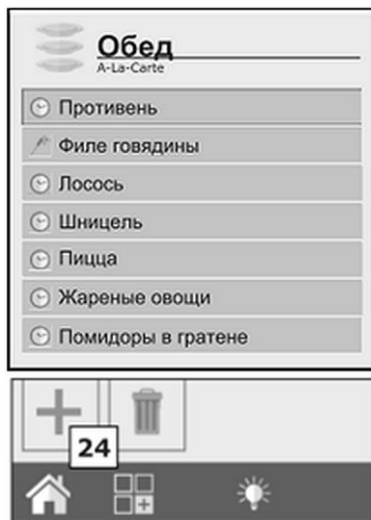 Обед
A-La-Carte
Противень
Филе говядины
Лосось
Шницель
Пицца
Жареные овощи
Помидоры в гратене
24